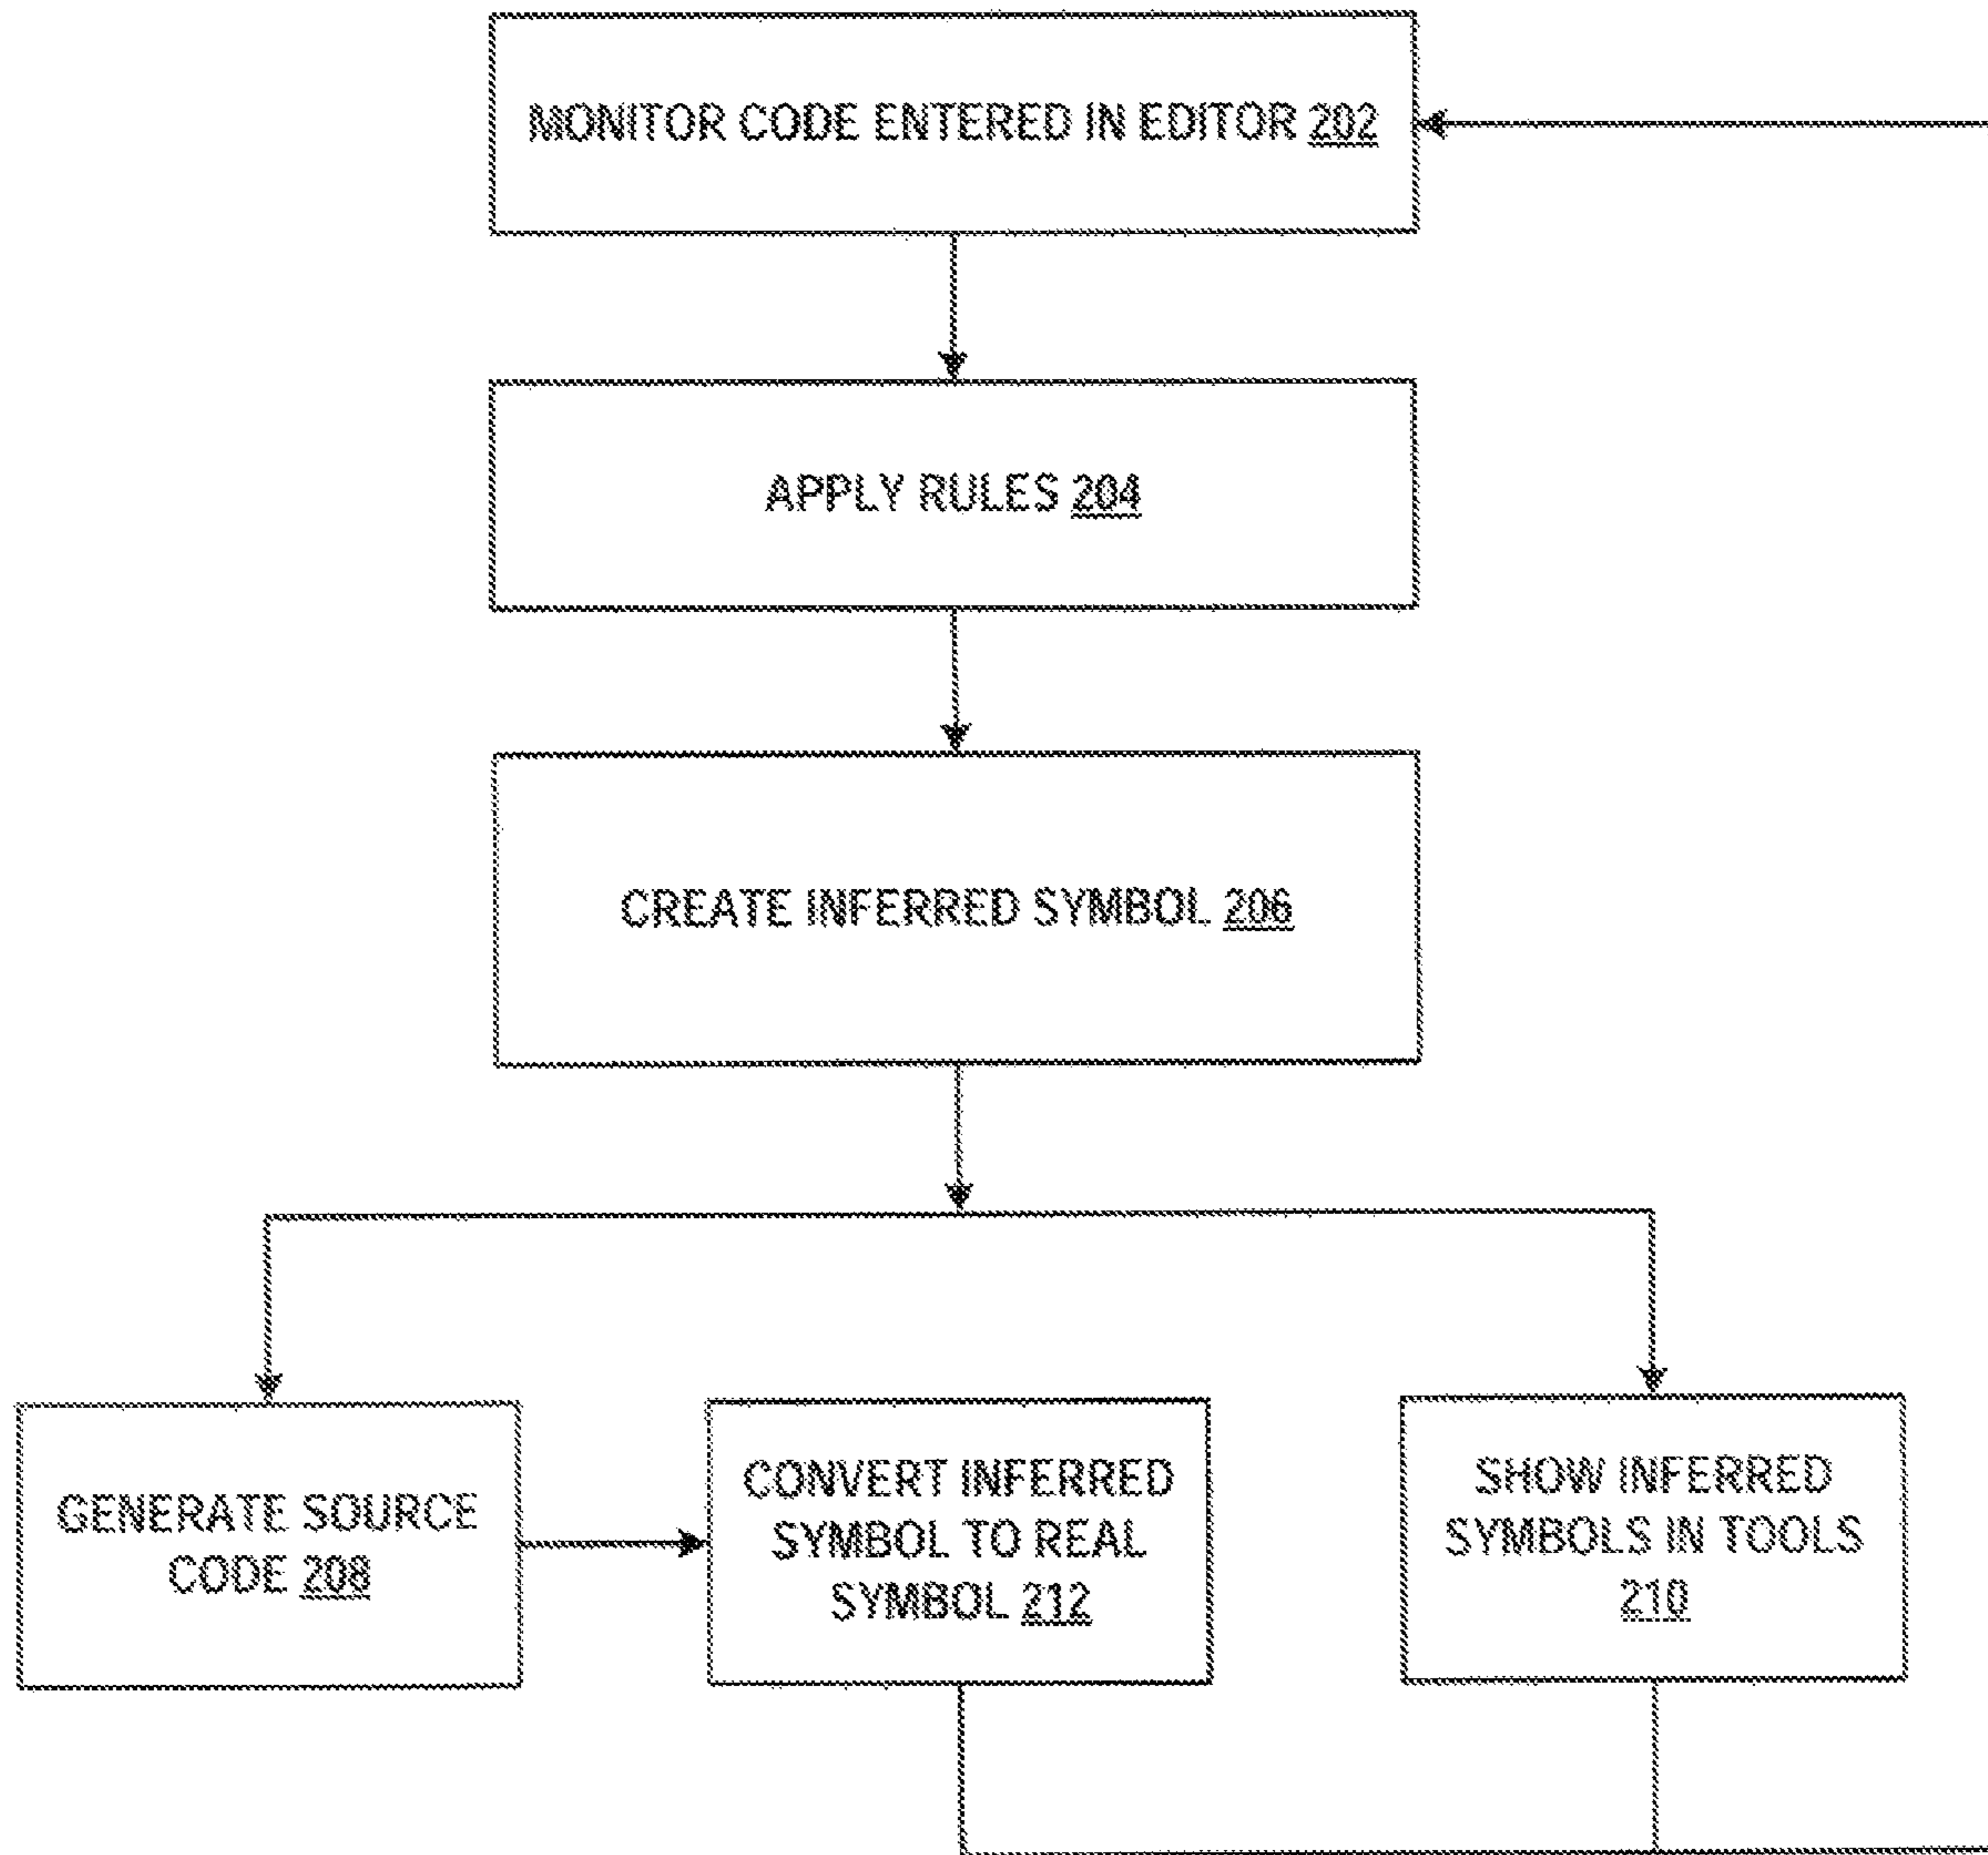 MONITOR CODE ENTERED IN EDITOR 202
APPLY RULES 204
CREATE INFERRED SYMBOL 206
GENERATE SOURCE
CODE 208
CONVERT INFERRED
SYMBOL TO REAL
SYMBOL 212
SHOW INFERRED
SYMBOLS IN TOOLS
210